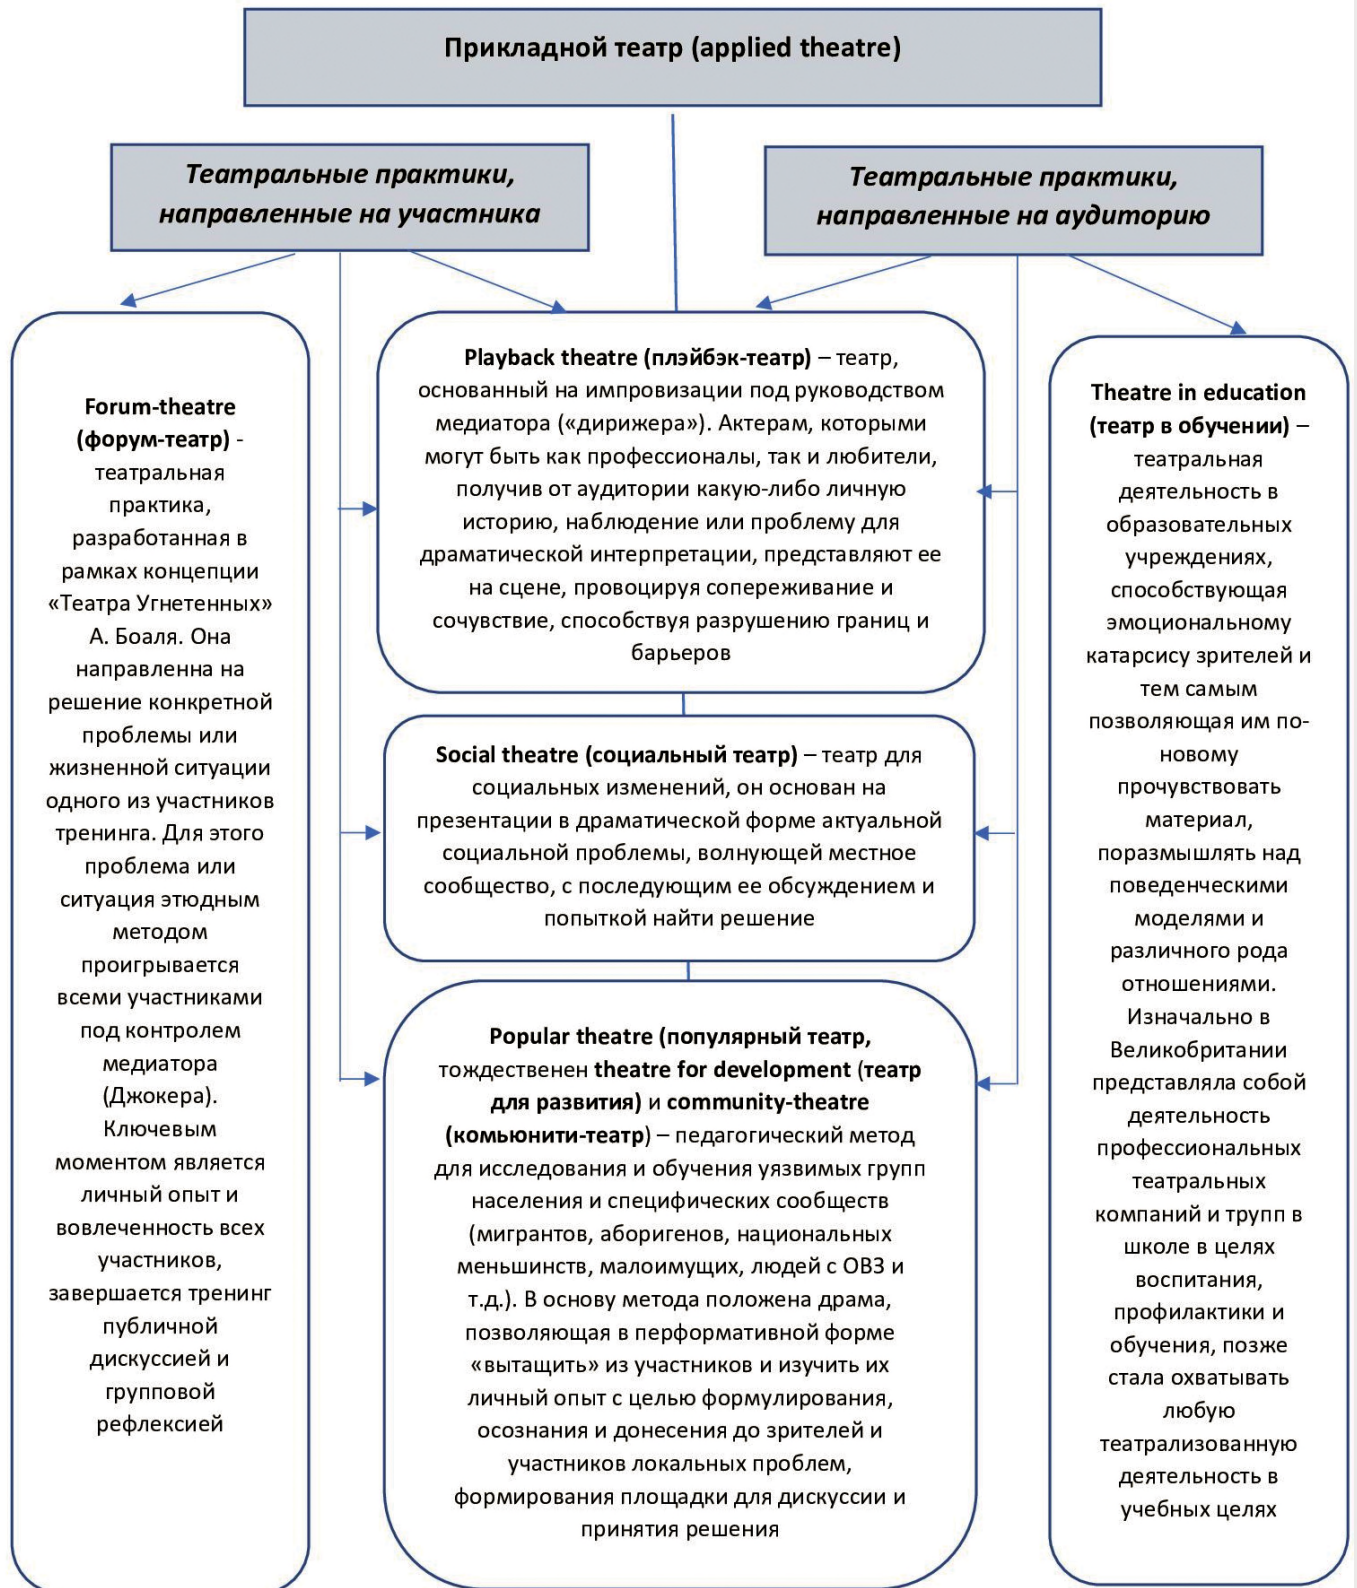 Прикладной театр (applied theatre)
Театральные практики,
направленные на участника
Театральные практики,
направленные на аудиторию
Forum-theatre
(форум-театр) -
театральная
практика,
разработанная в
рамках концепции
«Театра Угнетенных»
А. Боаля. Она
направленна на
решение конкретной
проблемы или
жизненной ситуации
одного из участников
тренинга. Для этого
проблема или
ситуация этюдным
методом
проигрывается
всеми участниками
под контролем
медиатора
(Джокера).
Ключевым
моментом является
личный опыт и
вовлеченность всех
участников,
завершается тренинг
публичной
дискуссией и
групповой
рефлексией
Playback theatre (плэйбэк-театр) – театр,
основанный на импровизации под руководством
медиатора («дирижера»). Актерам, которыми
могут быть как профессионалы, так и любители,
получив от аудитории какую-либо личную
историю, наблюдение или проблему для
драматической интерпретации, представляют ее
на сцене, провоцируя сопереживание и
сочувствие, способствуя разрушению границ и
барьеров
Social theatre (социальный театр) – театр для
социальных изменений, он основан на
презентации в драматической форме актуальной
социальной проблемы, волнующей местное
сообщество, с последующим ее обсуждением и
попыткой найти решение
Popular theatre (популярный театр,
тождественен theatre for development (театр
для развития) и community-theatre
(комьюнити-театр) – педагогический метод
для исследования и обучения уязвимых групп
населения и специфических сообществ
(мигрантов, аборигенов, национальных
меньшинств, малоимущих, людей с ОВЗ и
т.д.). В основу метода положена драма,
позволяющая в перформативной форме
«вытащить» из участников и изучить их
личный опыт с целью формулирования,
осознания и донесения до зрителей и
участников локальных проблем,
формирования площадки для дискуссии и
принятия решения
Theatre in education
(театр в обучении) –
театральная
деятельность в
образовательных
учреждениях,
способствующая
эмоциональному
катарсису зрителей и
тем самым
позволяющая им по-
новому
прочувствовать
материал,
поразмышлять над
поведенческими
моделями и
различного рода
отношениями.
Изначально в
Великобритании
представляла собой
деятельность
профессиональных
театральных
компаний и трупп в
школе в целях
воспитания,
профилактики и
обучения, позже
стала охватывать
любую
театрализованную
деятельность в
учебных целях